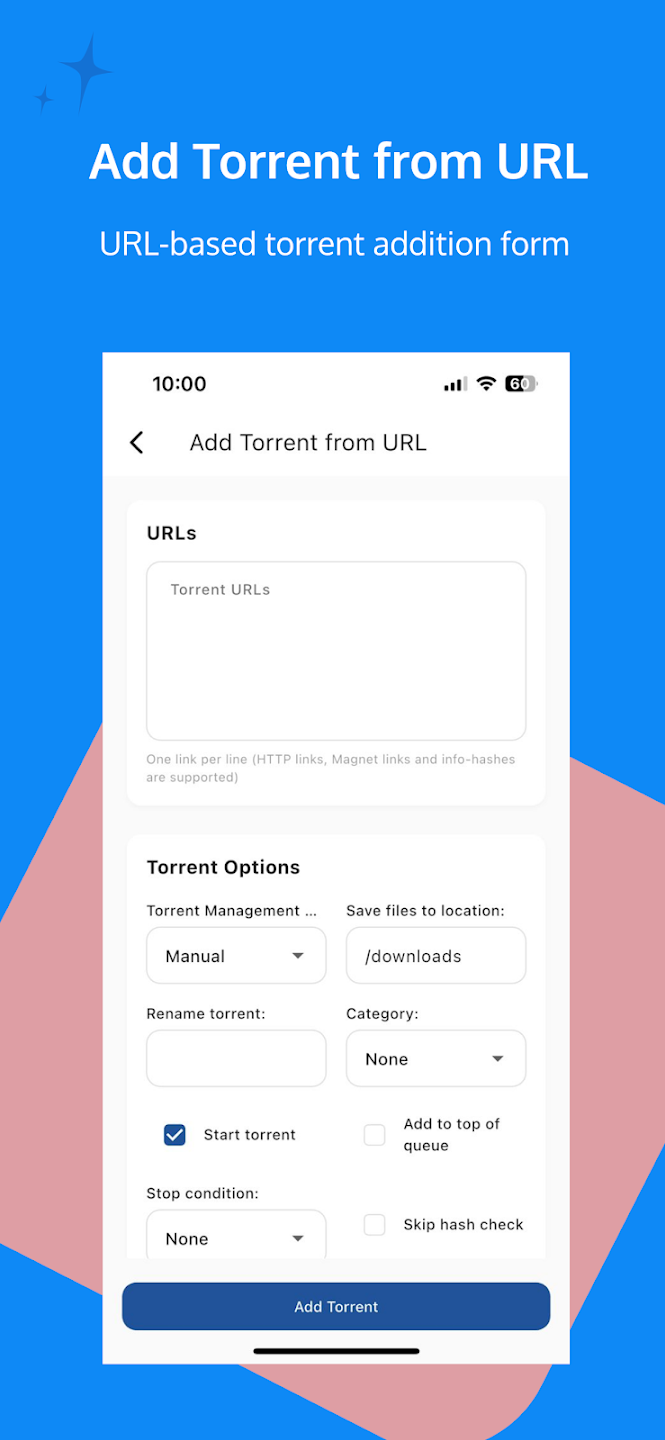 Add Torrent from URL
URL-based torrent addition form
10:00
60
Add Torrent from URL
URLs
Torrent URLs
One link per line (HTTP links, Magnet links and info-hashes
are supported)
Torrent Options
Torrent Management ...
Save files to location:
Manual
/downloads
Rename torrent:
Category:
None
Start torrent
Add to top of
queue
Stop condition:
None
Skip hash check
Add Torrent